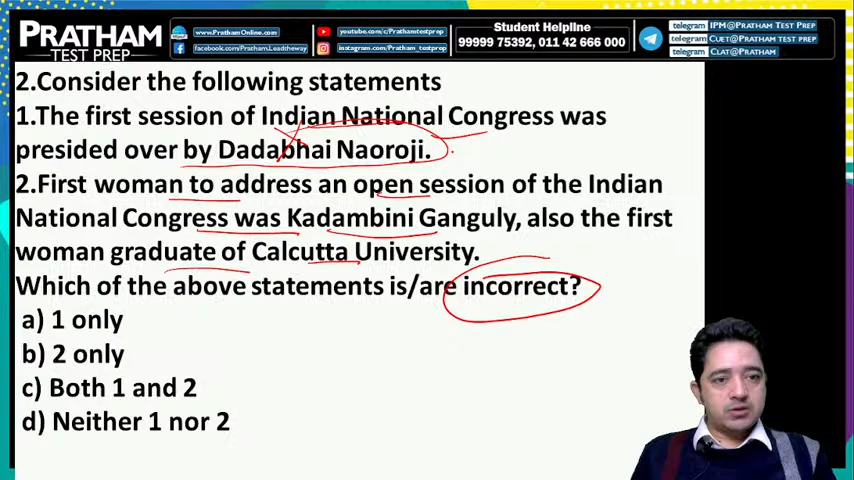 PRATHAM
TEST PREP
www.PrathamOnline.com
facebook.com/Pratham.Leadtheway
youtube.com/c/Prathamtestprep
instagram.com/Pratham_testprep
Student Helpline
99999 75392, 011 42 666 000
telegram IPM@PRATHAM TEST PREP
telegram CUET@PRATHAM TEST PREP
telegram CLAT@PRATHAM
2.Consider the following statements
1.The first session of Indian National Congress was
presided over by Dadabhai Naoroji.
2.First woman to address an open session of the Indian
National Congress was Kadambini Ganguly, also the first
woman graduate of Calcutta University.
Which of the above statements is/are incorrect?
a) 1 only
b) 2 only
c) Both 1 and 2
d) Neither 1 nor 2